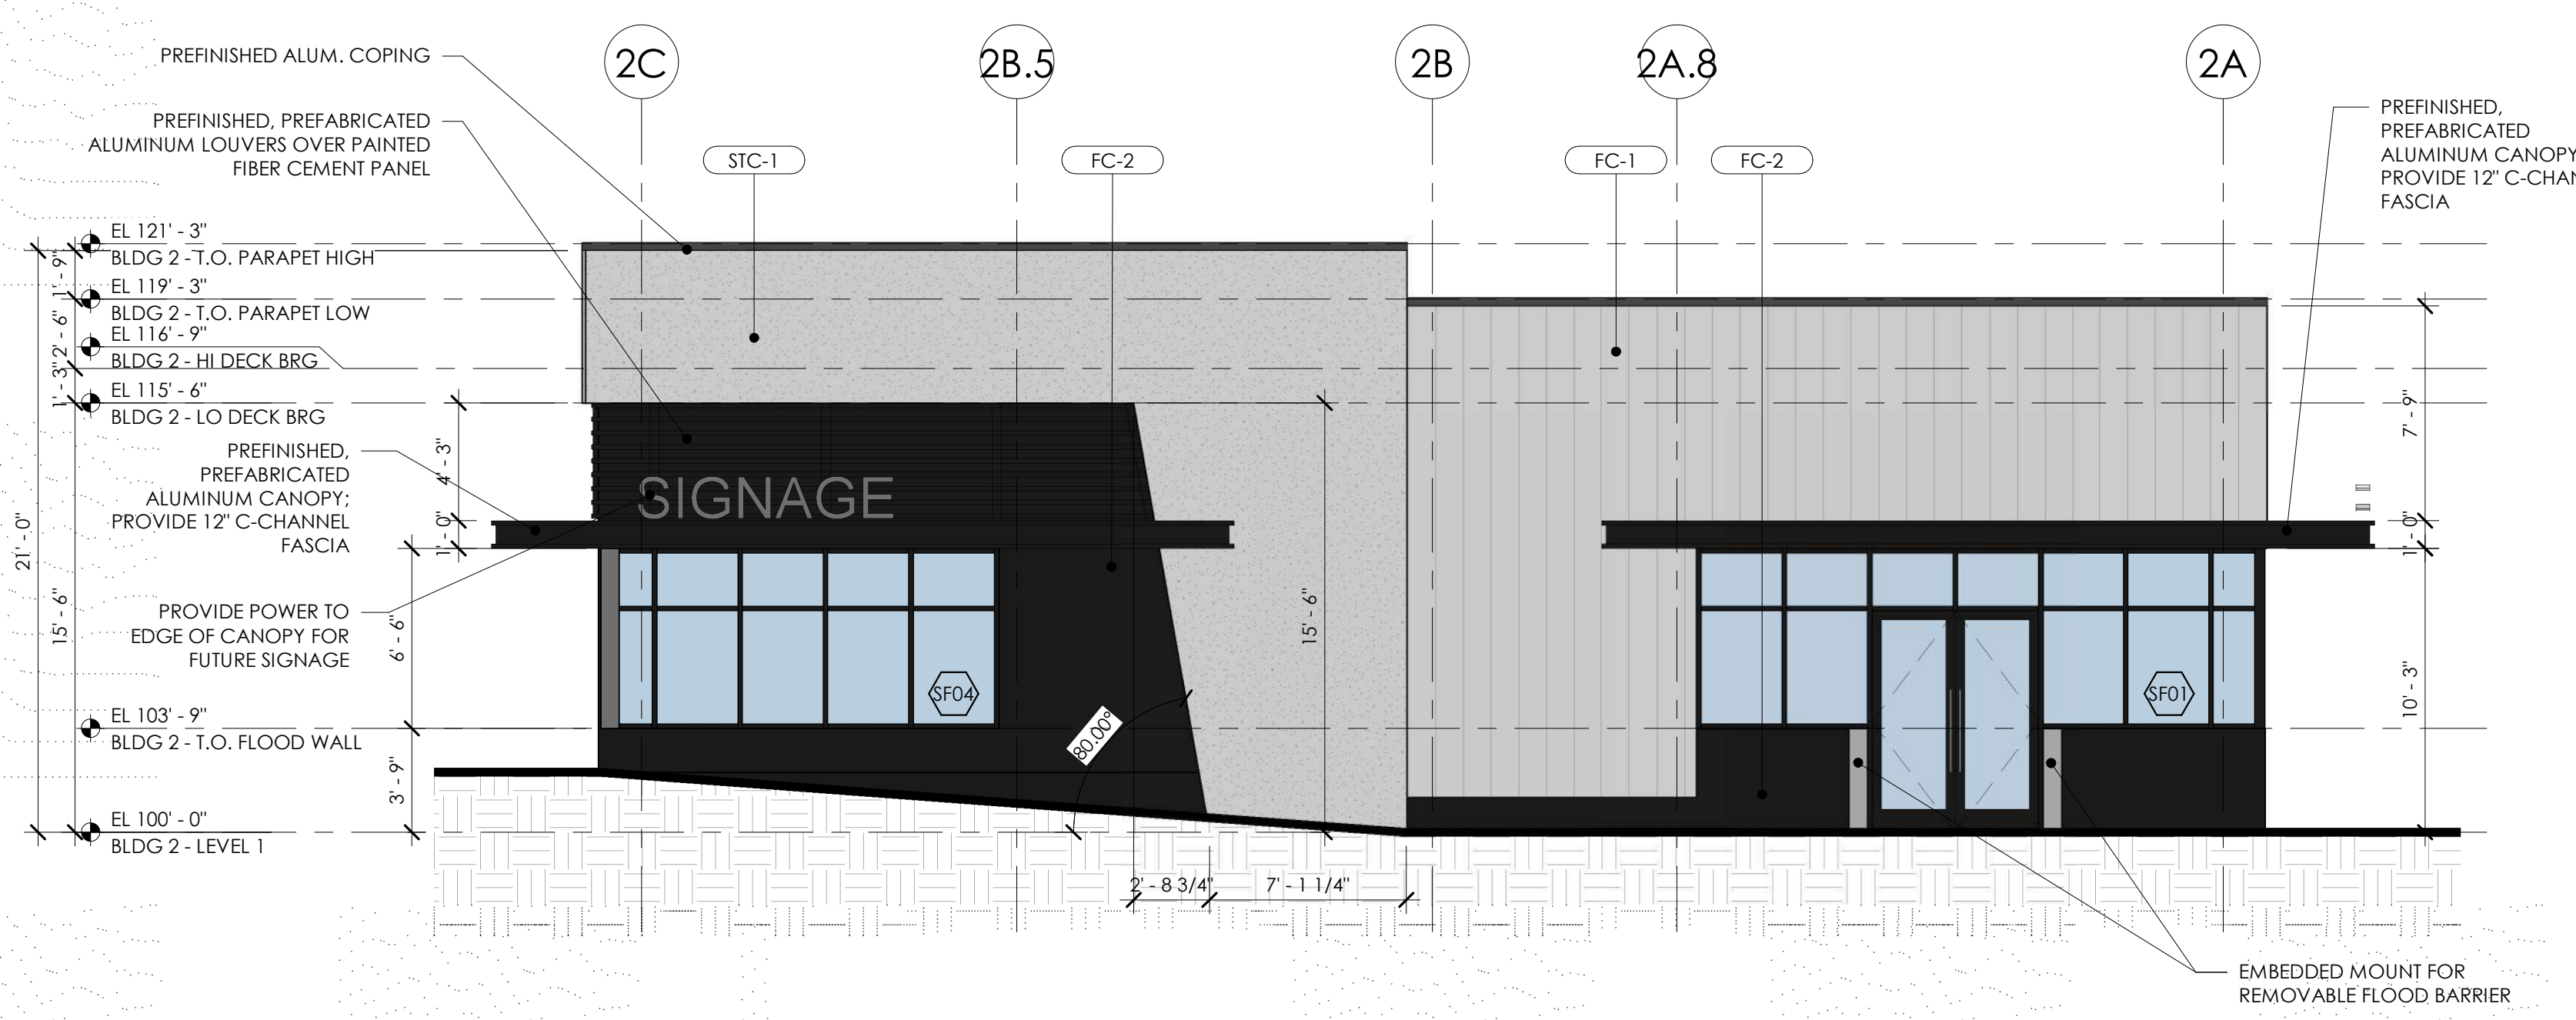 2C
2B.5
2B
2A.8
2A
PREFINISHED ALUM. COPING
PREFINISHED, PREFABRICATED
ALUMINUM LOUVERS OVER PAINTED
FIBER CEMENT PANEL
STC-1
FC-2
FC-1
FC-2
PREFINISHED,
PREFABRICATED
ALUMINUM CANOPY
PROVIDE 12" C-CHAN
FASCIA
EL 121' - 3"
BLDG 2 - T.O. PARAPET HIGH
EL 119' - 3"
BLDG 2 - T.O. PARAPET LOW
EL 116' - 9"
BLDG 2 - HI DECK BRG
EL 115' - 6"
BLDG 2 - LO DECK BRG
PREFINISHED,
PREFABRICATED
ALUMINUM CANOPY;
PROVIDE 12" C-CHANNEL
FASCIA
PROVIDE POWER TO
EDGE OF CANOPY FOR
FUTURE SIGNAGE
EL 103' - 9"
BLDG 2 - T.O. FLOOD WALL
EL 100' - 0"
BLDG 2 - LEVEL 1
21' - 0"
1' - 9"
2' - 6"
1' - 3"
15' - 6"
4' - 3"
1' - 0"
6' - 6"
3' - 9"
SIGNAGE
SF04
80.00°
15' - 6"
2' - 8 3/4"
7' - 1 1/4"
SF01
7' - 9"
1' - 0"
10' - 3"
EMBEDDED MOUNT FOR
REMOVABLE FLOOD BARRIER